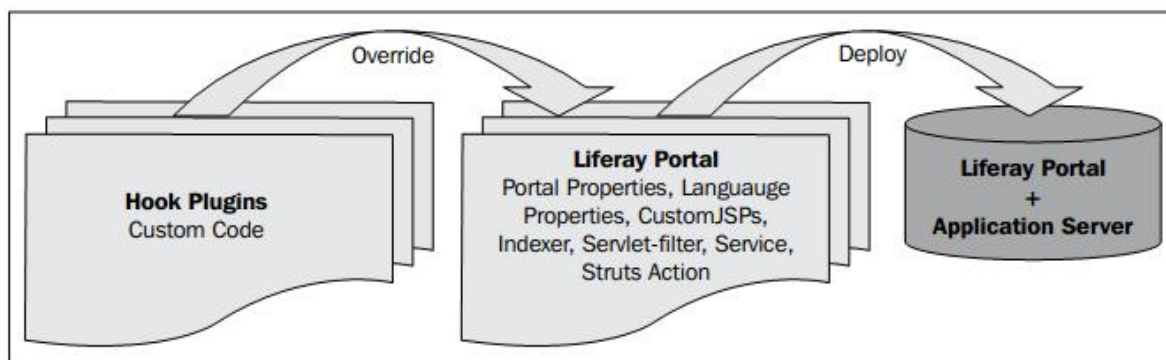 Override
Deploy
Hook Plugins
Custom Code
Liferay Portal
Portal Properties, Languauge
Properties, CustomJSPs,
Indexer, Servlet-filter, Service,
Struts Action
Liferay Portal
+
Application Server